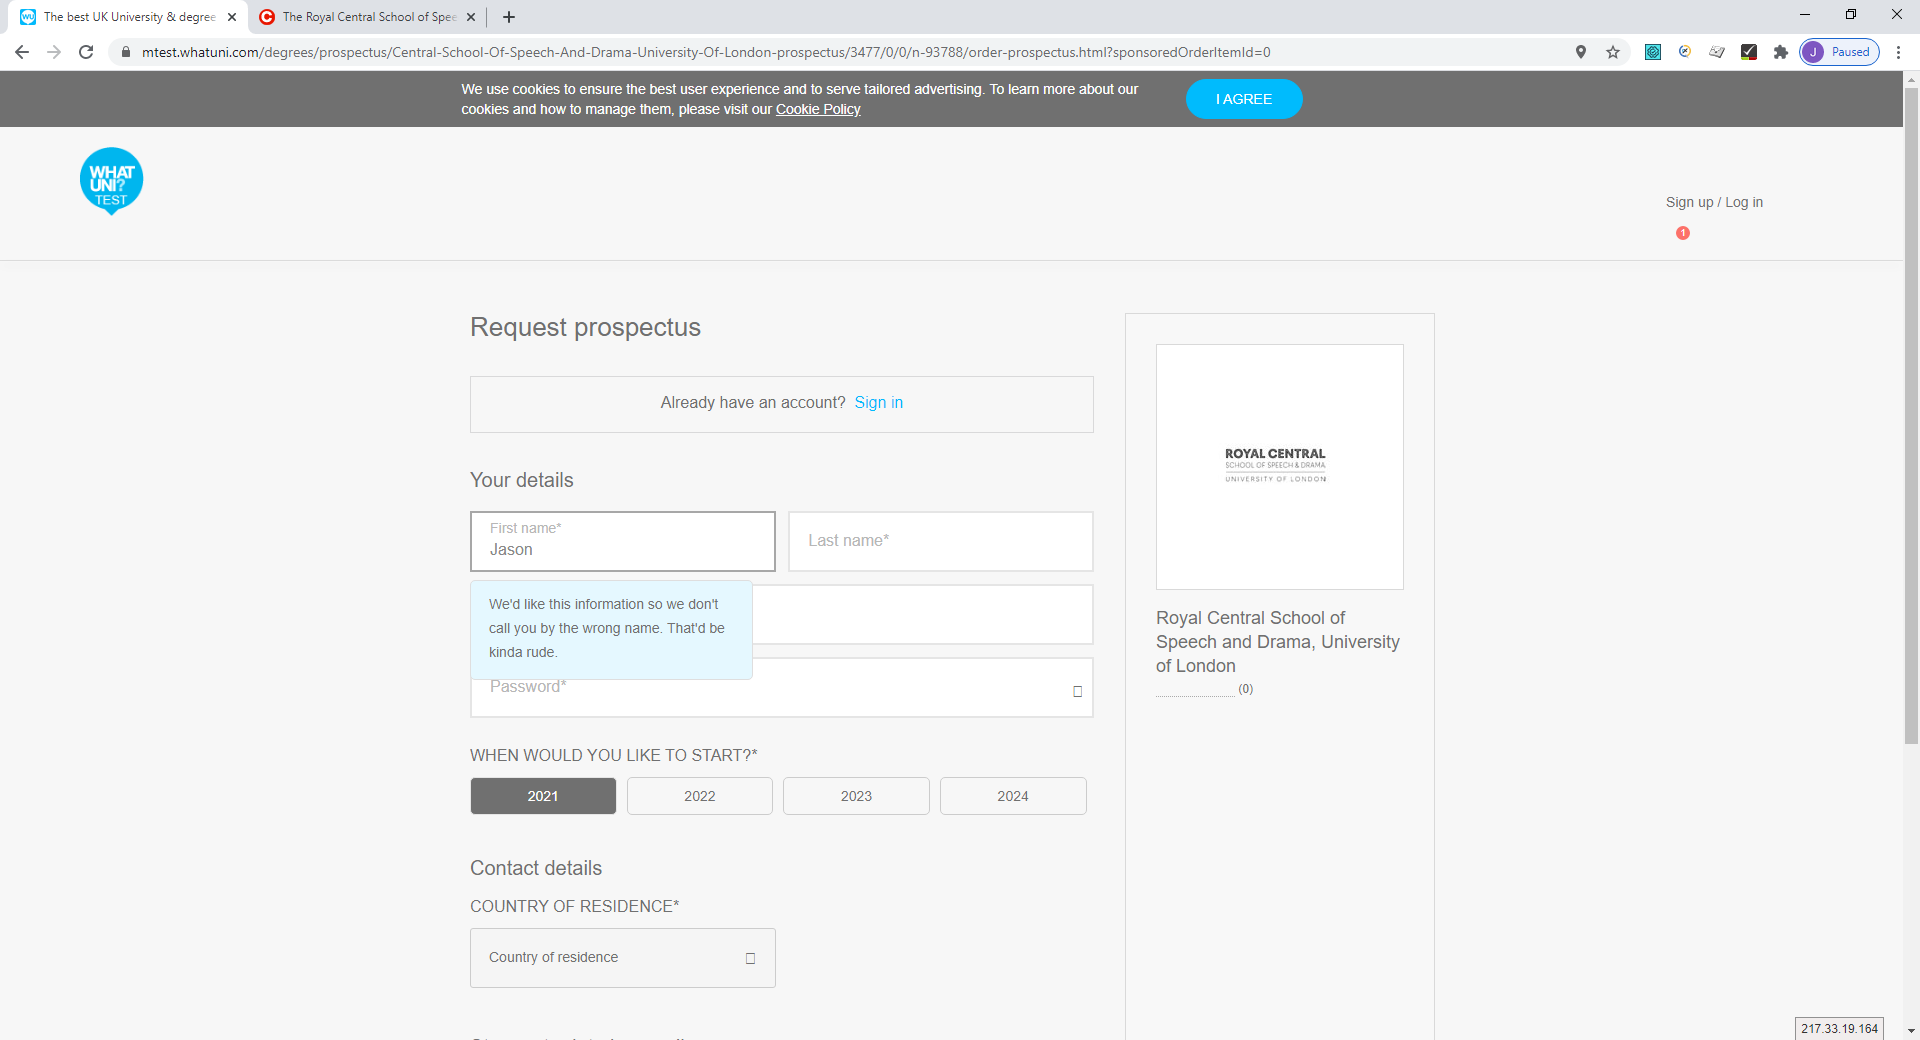 The best UK University & degree
The Royal Central School of Spee
mtest.whatuni.com/degrees/prospectus/Central-School-Of-Speech-And-Drama-University-Of-London-prospectus/3477/0/0/n-93788/order-prospectus.html?sponsoredOrderItemId=0
J Paused
We use cookies to ensure the best user experience and to serve tailored advertising. To learn more about our
cookies and how to manage them, please visit our Cookie Policy
I AGREE
WHAT
UNI?
TEST
Sign up / Log in
1
Request prospectus
Already have an account? Sign in
Your details
First name*
Jason
Last name*
We'd like this information so we don't
call you by the wrong name. That'd be
kinda rude.
Password*
WHEN WOULD YOU LIKE TO START?*
2021 2022 2023 2024
Contact details
COUNTRY OF RESIDENCE*
Country of residence
ROYAL CENTRAL
SCHOOL OF SPEECH & DRAMA
UNIVERSITY OF LONDON
Royal Central School of
Speech and Drama, University
of London
(0)
217.33.19.164